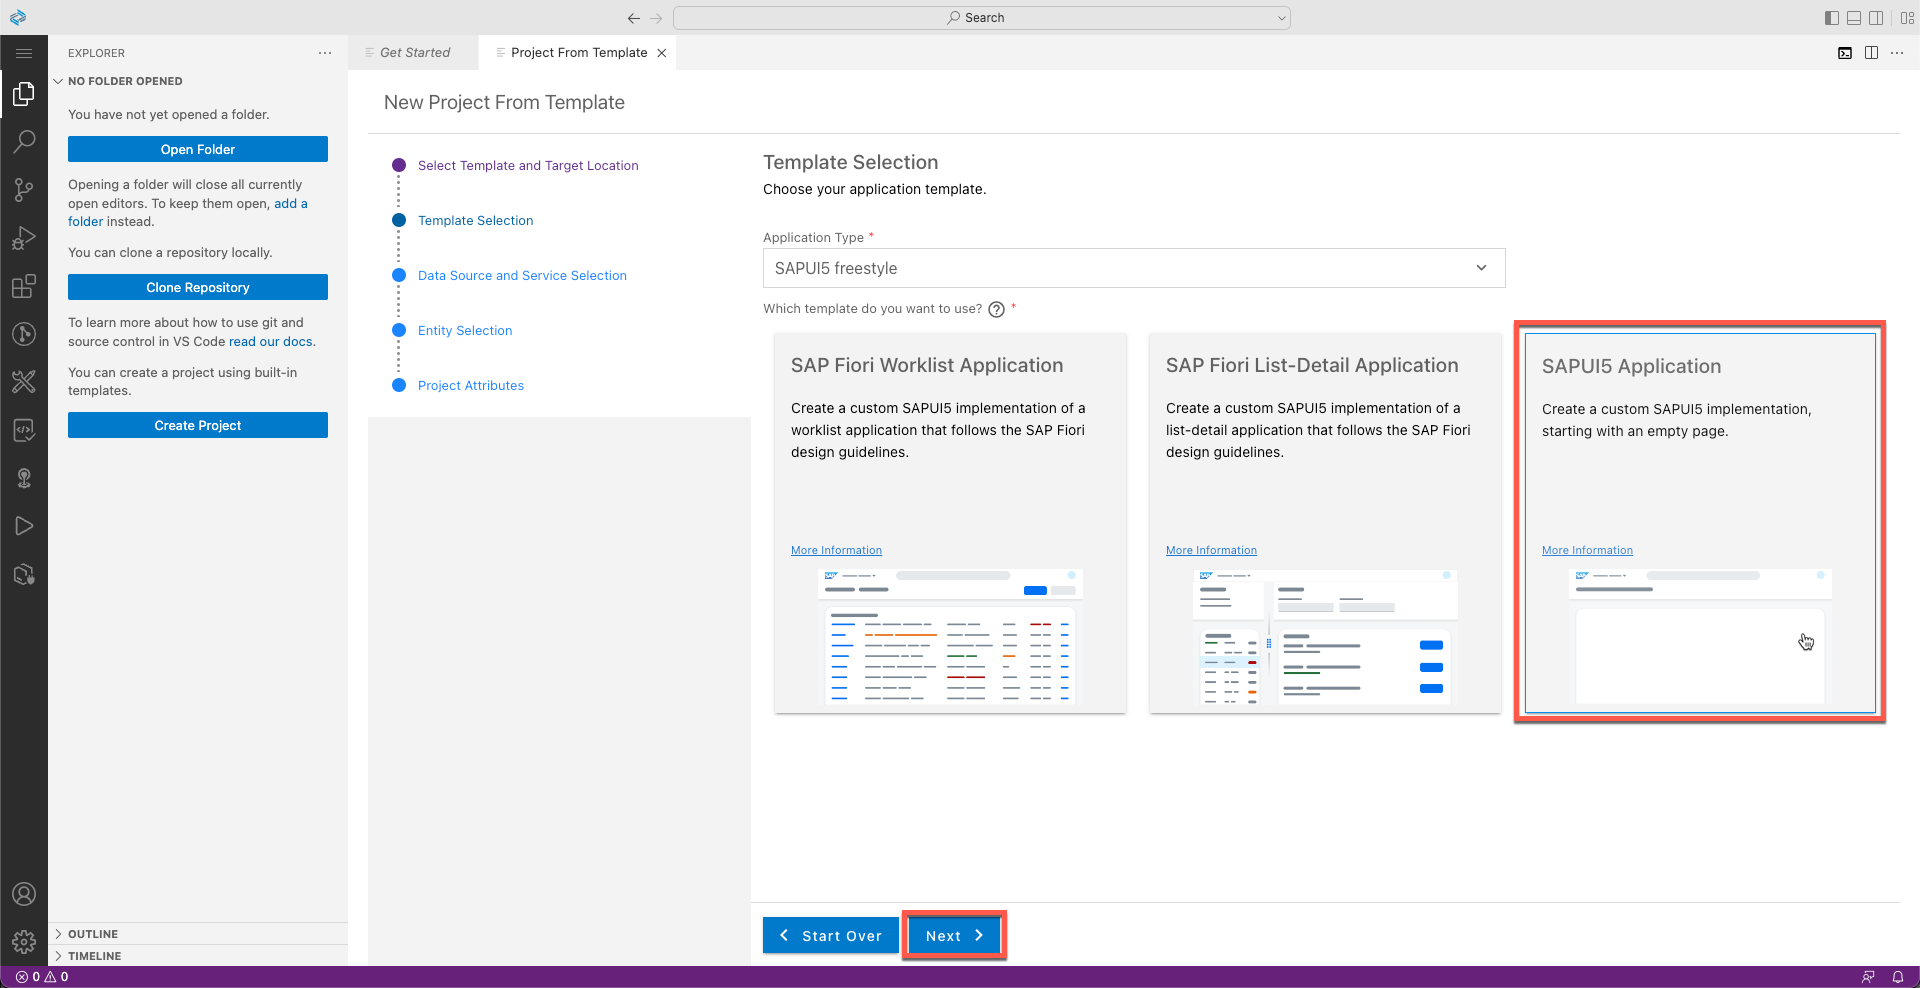 Search
EXPLORER
Get Started
Project From Template
NO FOLDER OPENED
You have not yet opened a folder.
Open Folder
Opening a folder will close all currently
open editors. To keep them open, add a
folder instead.
You can clone a repository locally.
Clone Repository
To learn more about how to use git and
source control in VS Code read our docs.
You can create a project using built-in
templates.
Create Project
OUTLINE
TIMELINE
0 0
New Project From Template
Select Template and Target Location
Template Selection
Data Source and Service Selection
Entity Selection
Project Attributes
Template Selection
Choose your application template.
Application Type *
SAPUI5 freestyle
Which template do you want to use? ? *
SAP Fiori Worklist Application
Create a custom SAPUI5 implementation of a
worklist application that follows the SAP Fiori
design guidelines.
More Information
SAP
SAP Fiori List-Detail Application
Create a custom SAPUI5 implementation of a
list-detail application that follows the SAP Fiori
design guidelines.
More Information
SAP
SAPUI5 Application
Create a custom SAPUI5 implementation,
starting with an empty page.
More Information
SAP
Start Over
Next